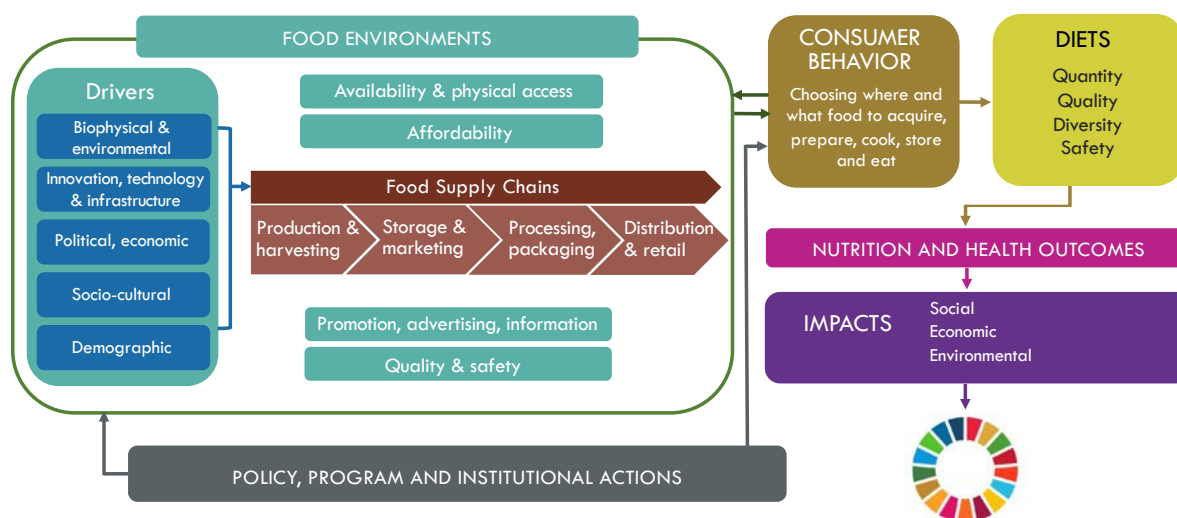 FOOD ENVIRONMENTS
Drivers
Biophysical &
environmental
Innovation, technology
& infrastructure
Political, economic
Socio-cultural
Demographic
Availability & physical access
Affordability
Food Supply Chains
Production &
harvesting
Storage &
marketing
Processing,
packaging
Distribution
& retail
Promotion, advertising, information
Quality & safety
CONSUMER
BEHAVIOR
Choosing where and
what food to acquire,
prepare, cook, store
and eat
DIETS
Quantity
Quality
Diversity
Safety
NUTRITION AND HEALTH OUTCOMES
IMPACTS
Social
Economic
Environmental
POLICY, PROGRAM AND INSTITUTIONAL ACTIONS